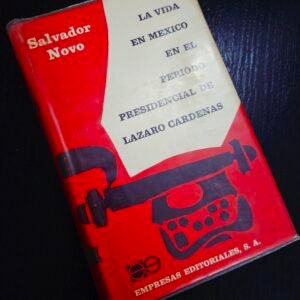 Salvador
Novo
LA VIDA
EN MEXICO
EN EL
PERIODO
PRESIDENCIAL DE
LAZARO CARDENAS
EMPRESAS EDITORIALES, S. A.